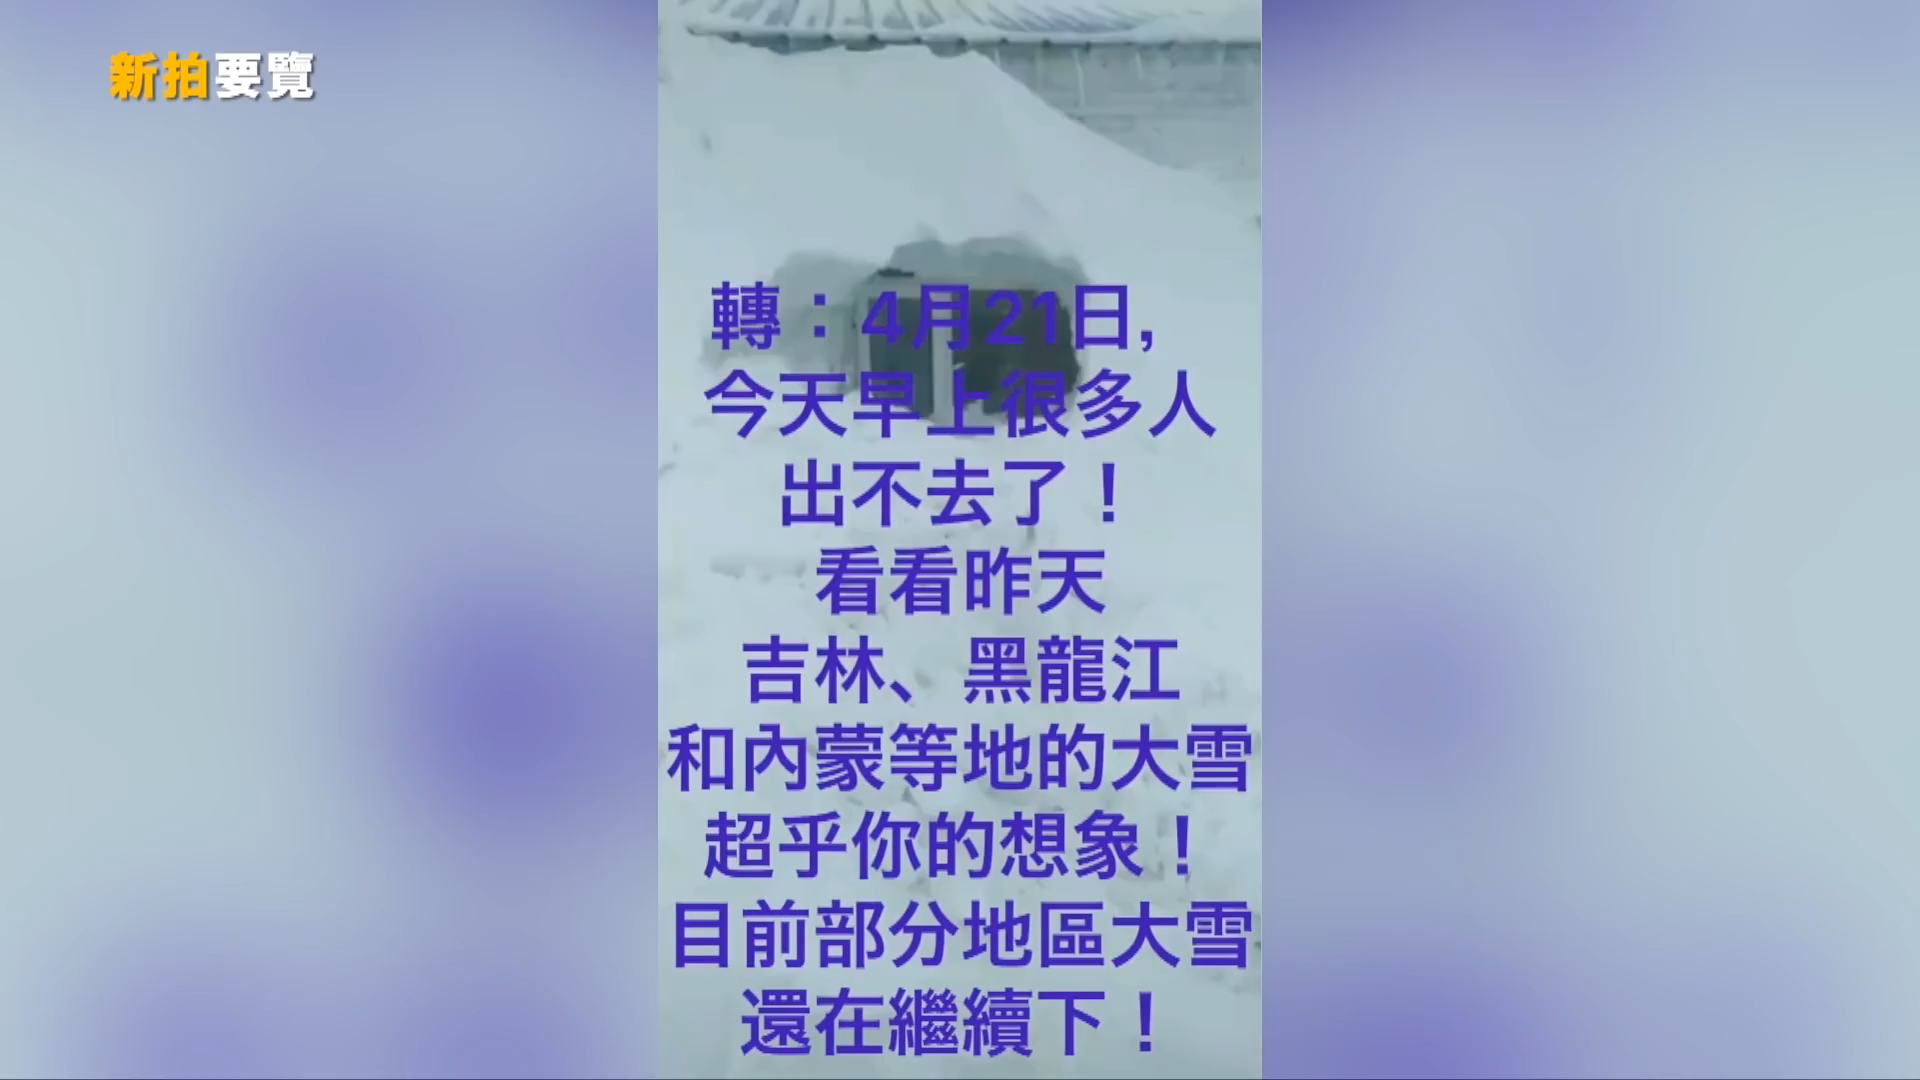 新拍要覽
轉：4月21日,
今天早上很多人
出不去了！
看看昨天
吉林、黑龍江
和內蒙等地的大雪
超乎你的想象！
目前部分地區大雪
還在繼續下！